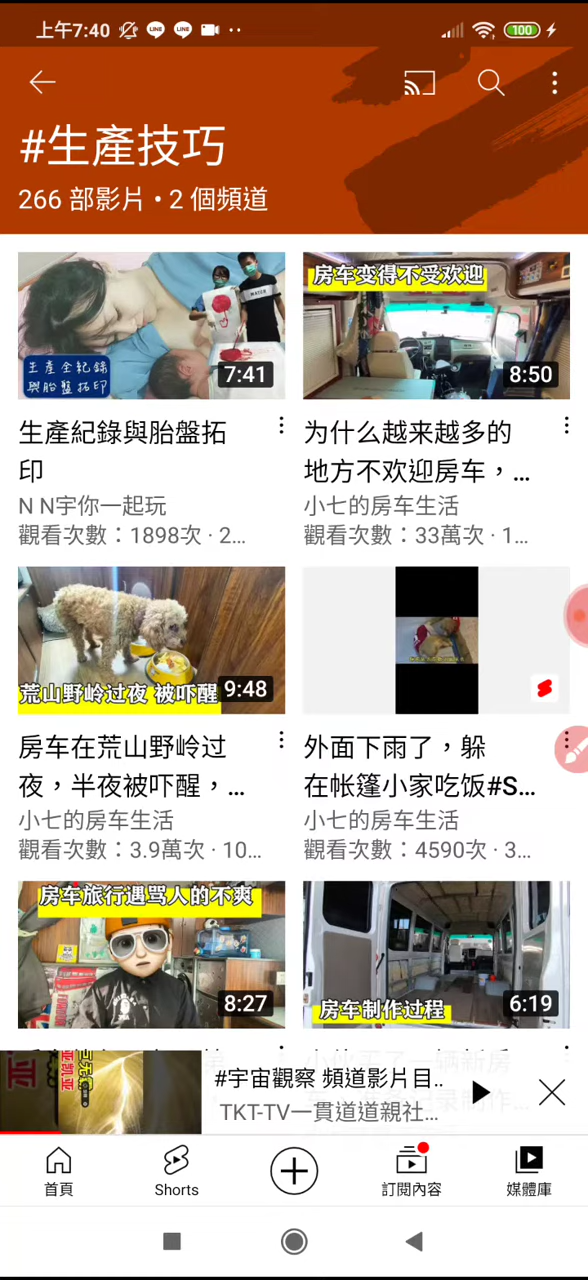 上午7:40
LINE
LINE
100
#生產技巧
266 部影片 • 2 個頻道
生產全紀錄
與胎盤拓印
7:41
房车变得不受欢迎
8:50
生產紀錄與胎盤拓
印
N N宇你一起玩
觀看次數：1898次 · 2...
为什么越来越多的
地方不欢迎房车，...
小七的房车生活
觀看次數：33萬次 · 1...
荒山野岭过夜 被吓醒
9:48
房车在荒山野岭过
夜，半夜被吓醒，...
小七的房车生活
觀看次數：3.9萬次 · 10...
外面下雨了，躲
在帐篷小家吃饭#S...
小七的房车生活
觀看次數：4590次 · 3...
房车旅行遇骂人的不爽
8:27
房车制作过程
6:19
#宇宙觀察 頻道影片目..
TKT-TV一貫道道親社...
首頁
Shorts
訂閱內容
媒體庫